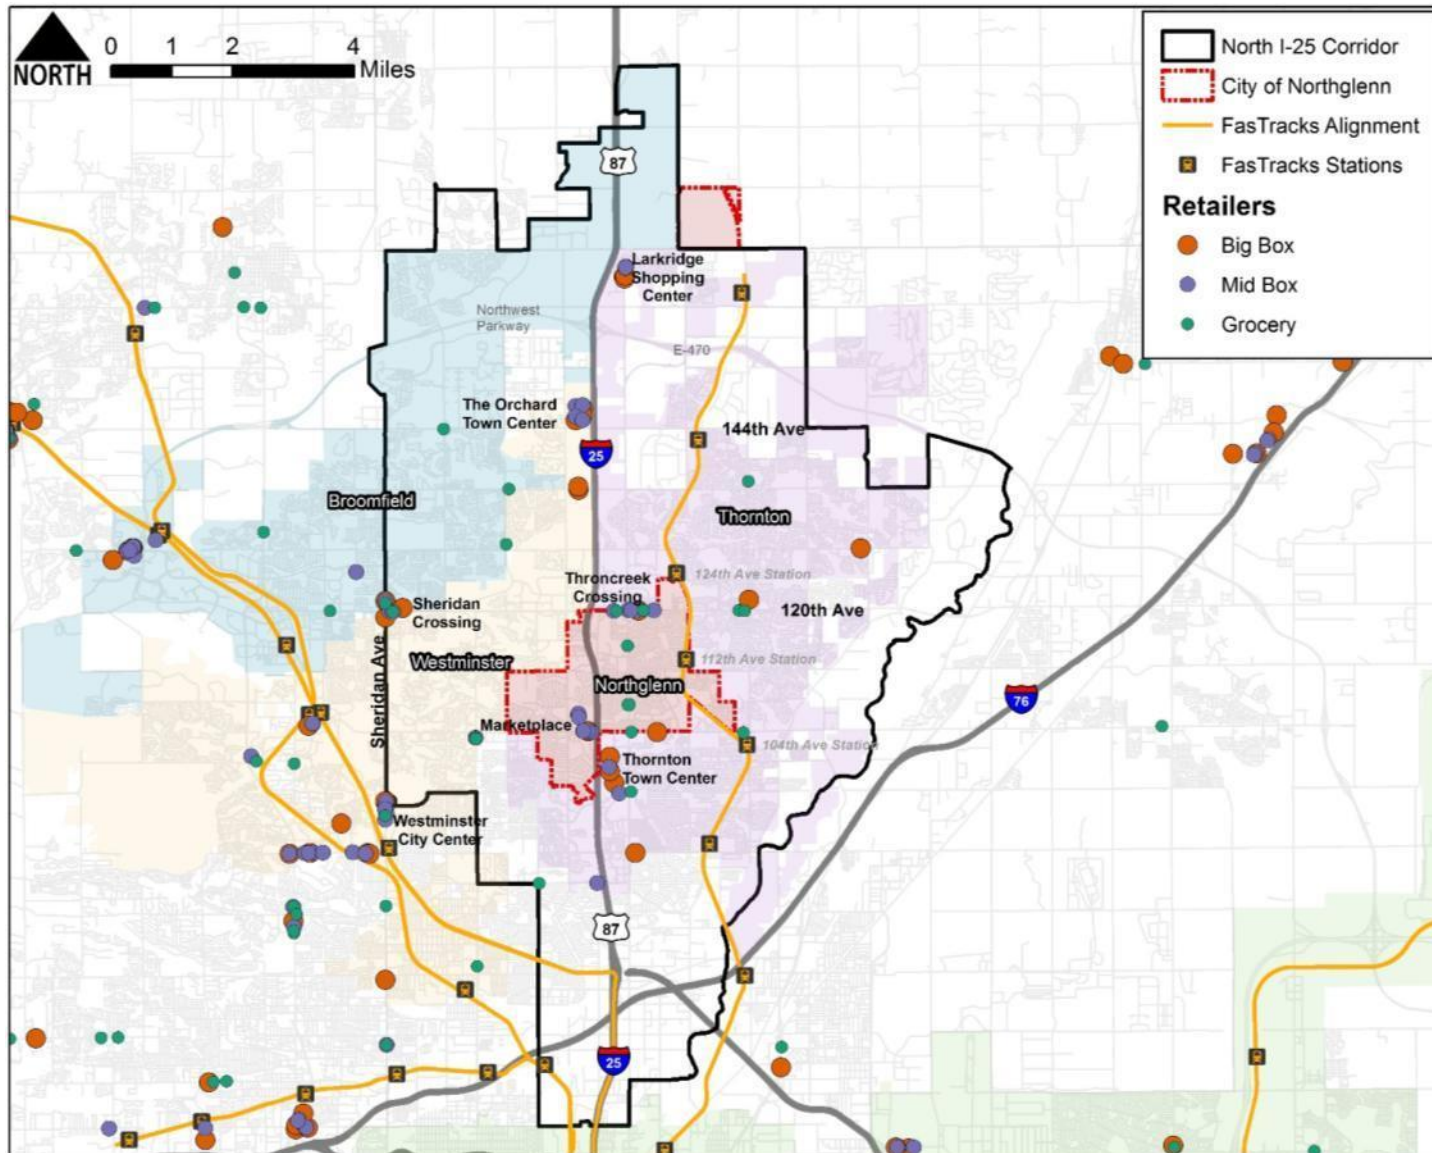 0 1 2 4
Miles
NORTH
North I-25 Corridor
City of Northglenn
FasTracks Alignment
FasTracks Stations
Retailers
Big Box
Mid Box
Grocery
87
Larkridge
Shopping
Center
Northwest
Parkway
E-470
The Orchard
Town Center
144th Ave
25
Broomfield
Thornton
Throncreek
Crossing
124th Ave Station
Sheridan
Crossing
120th Ave
Sheridan Ave
Westminster
112th Ave Station
Northglenn
76
Marketplace
104th Ave Station
Thornton
Town Center
Westminster
City Center
87
25